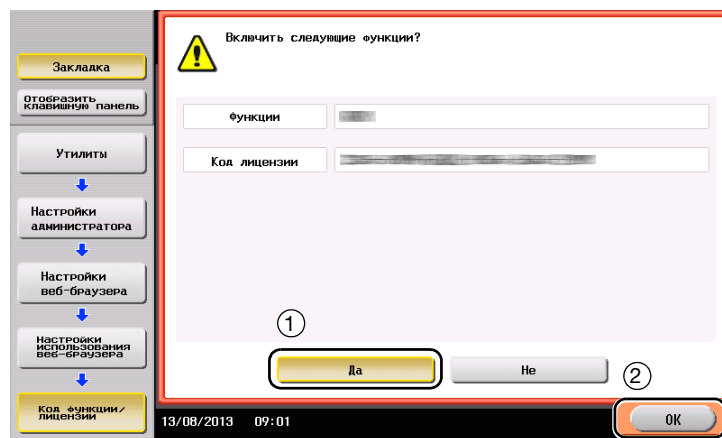 Включить следующие функции?
Закладка
Отобразить
клавишную панель
Функции
Утилиты
Код лицензии
Настройки
администратора
Настройки
веб-браузера
Настройки
использования
веб-браузера
1
Да
Не
2
Код функции/
лицензии
13/08/2013 09:01
OK